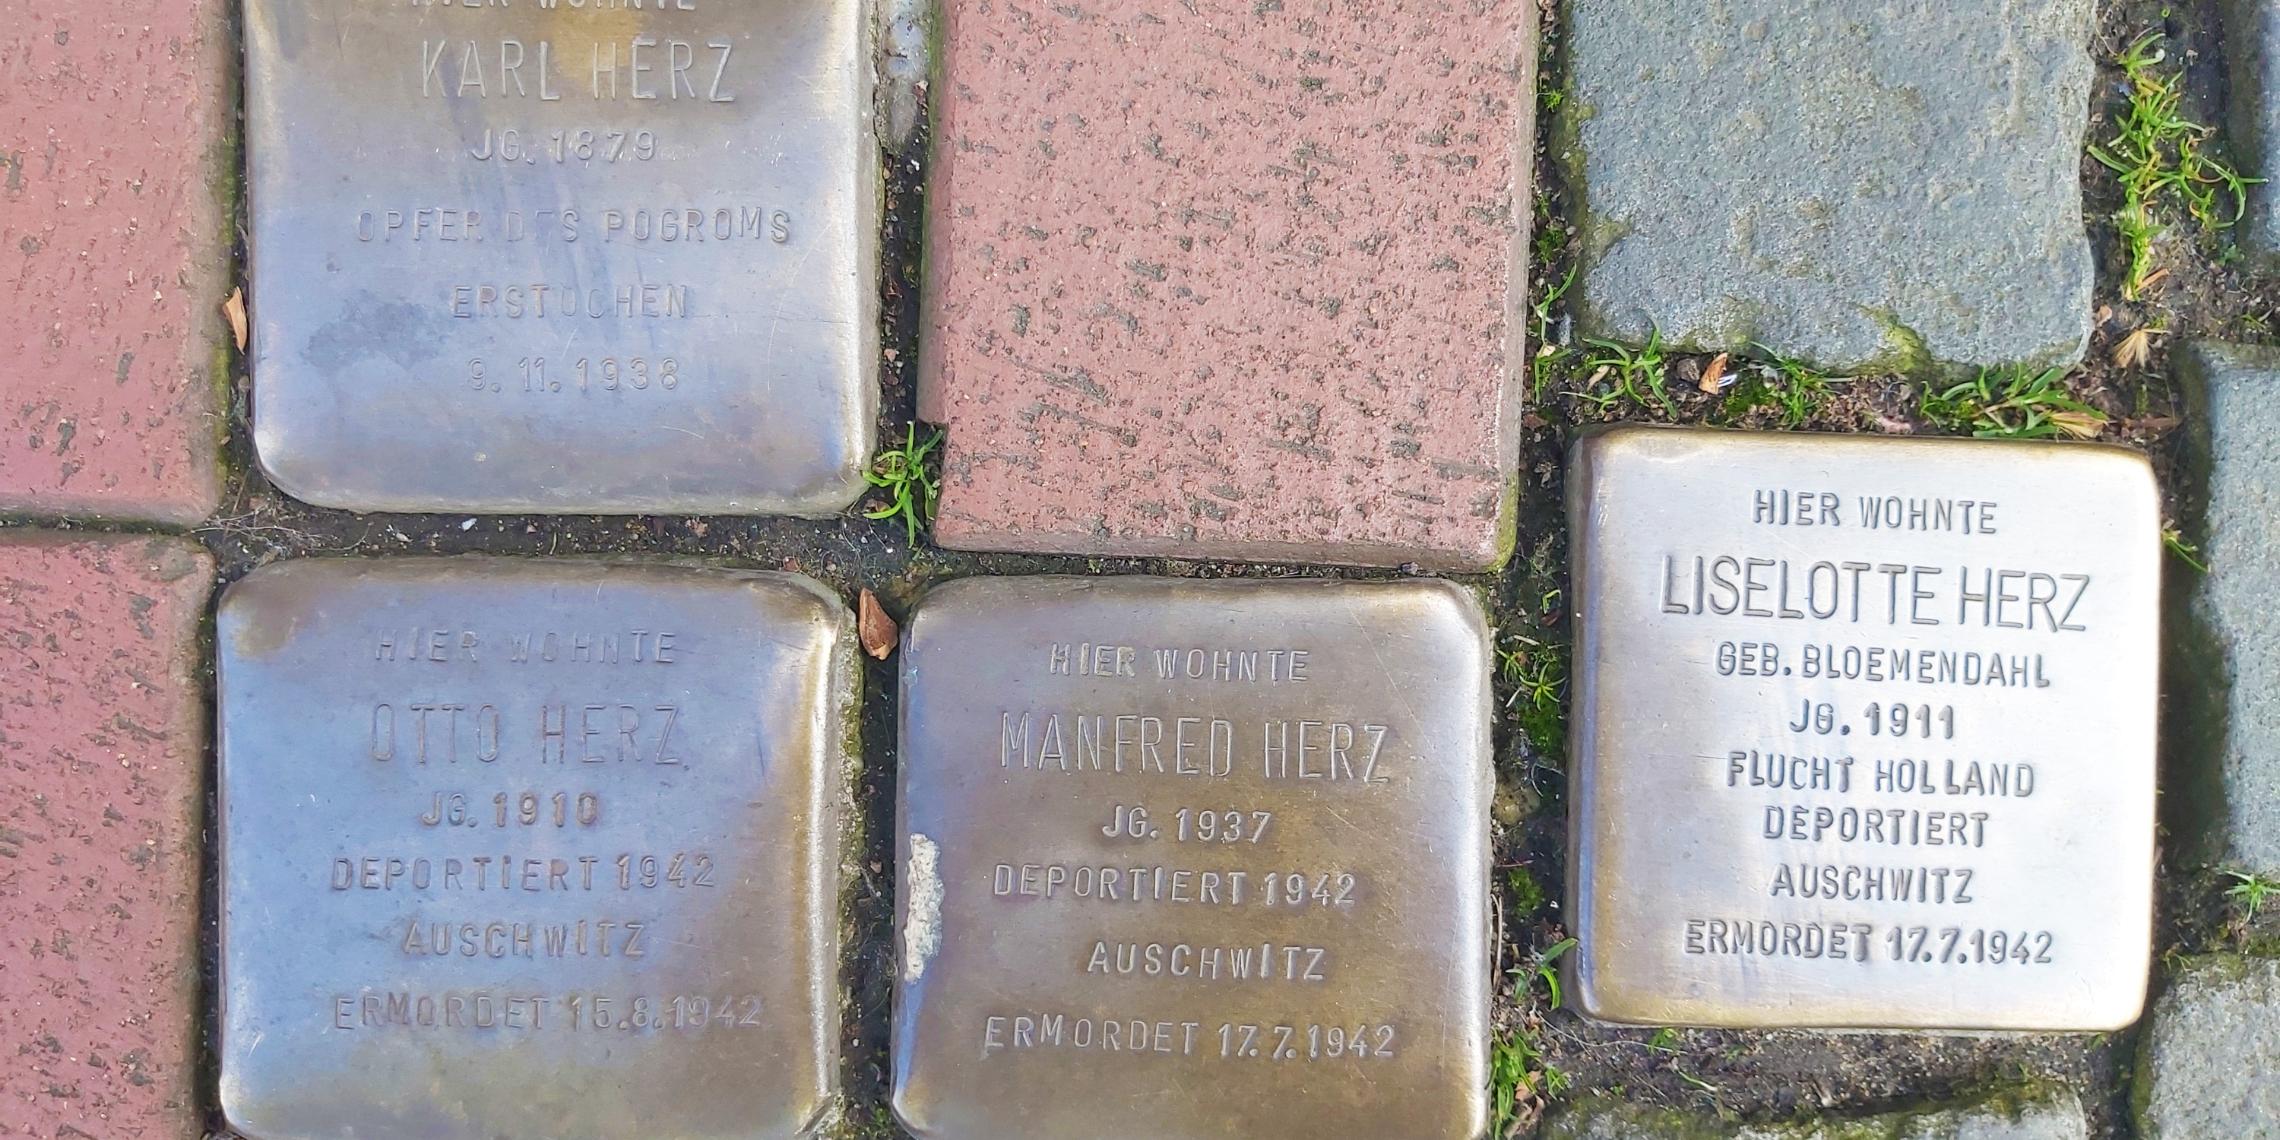 HIER WOHNTE
KARL HERZ
JG. 1879
OPFER DES POGROMS
ERSTOCHEN
9. 11. 1938
HIER WOHNTE
OTTO HERZ
JG. 1910
DEPORTIERT 1942
AUSCHWITZ
ERMORDET 15.8.1942
HIER WOHNTE
MANFRED HERZ
JG. 1937
DEPORTIERT 1942
AUSCHWITZ
ERMORDET 17.7.1942
HIER WOHNTE
LISELOTTE HERZ
GEB. BLOEMENDAHL
JG. 1911
FLUCHT HOLLAND
DEPORTIERT
AUSCHWITZ
ERMORDET 17.7.1942